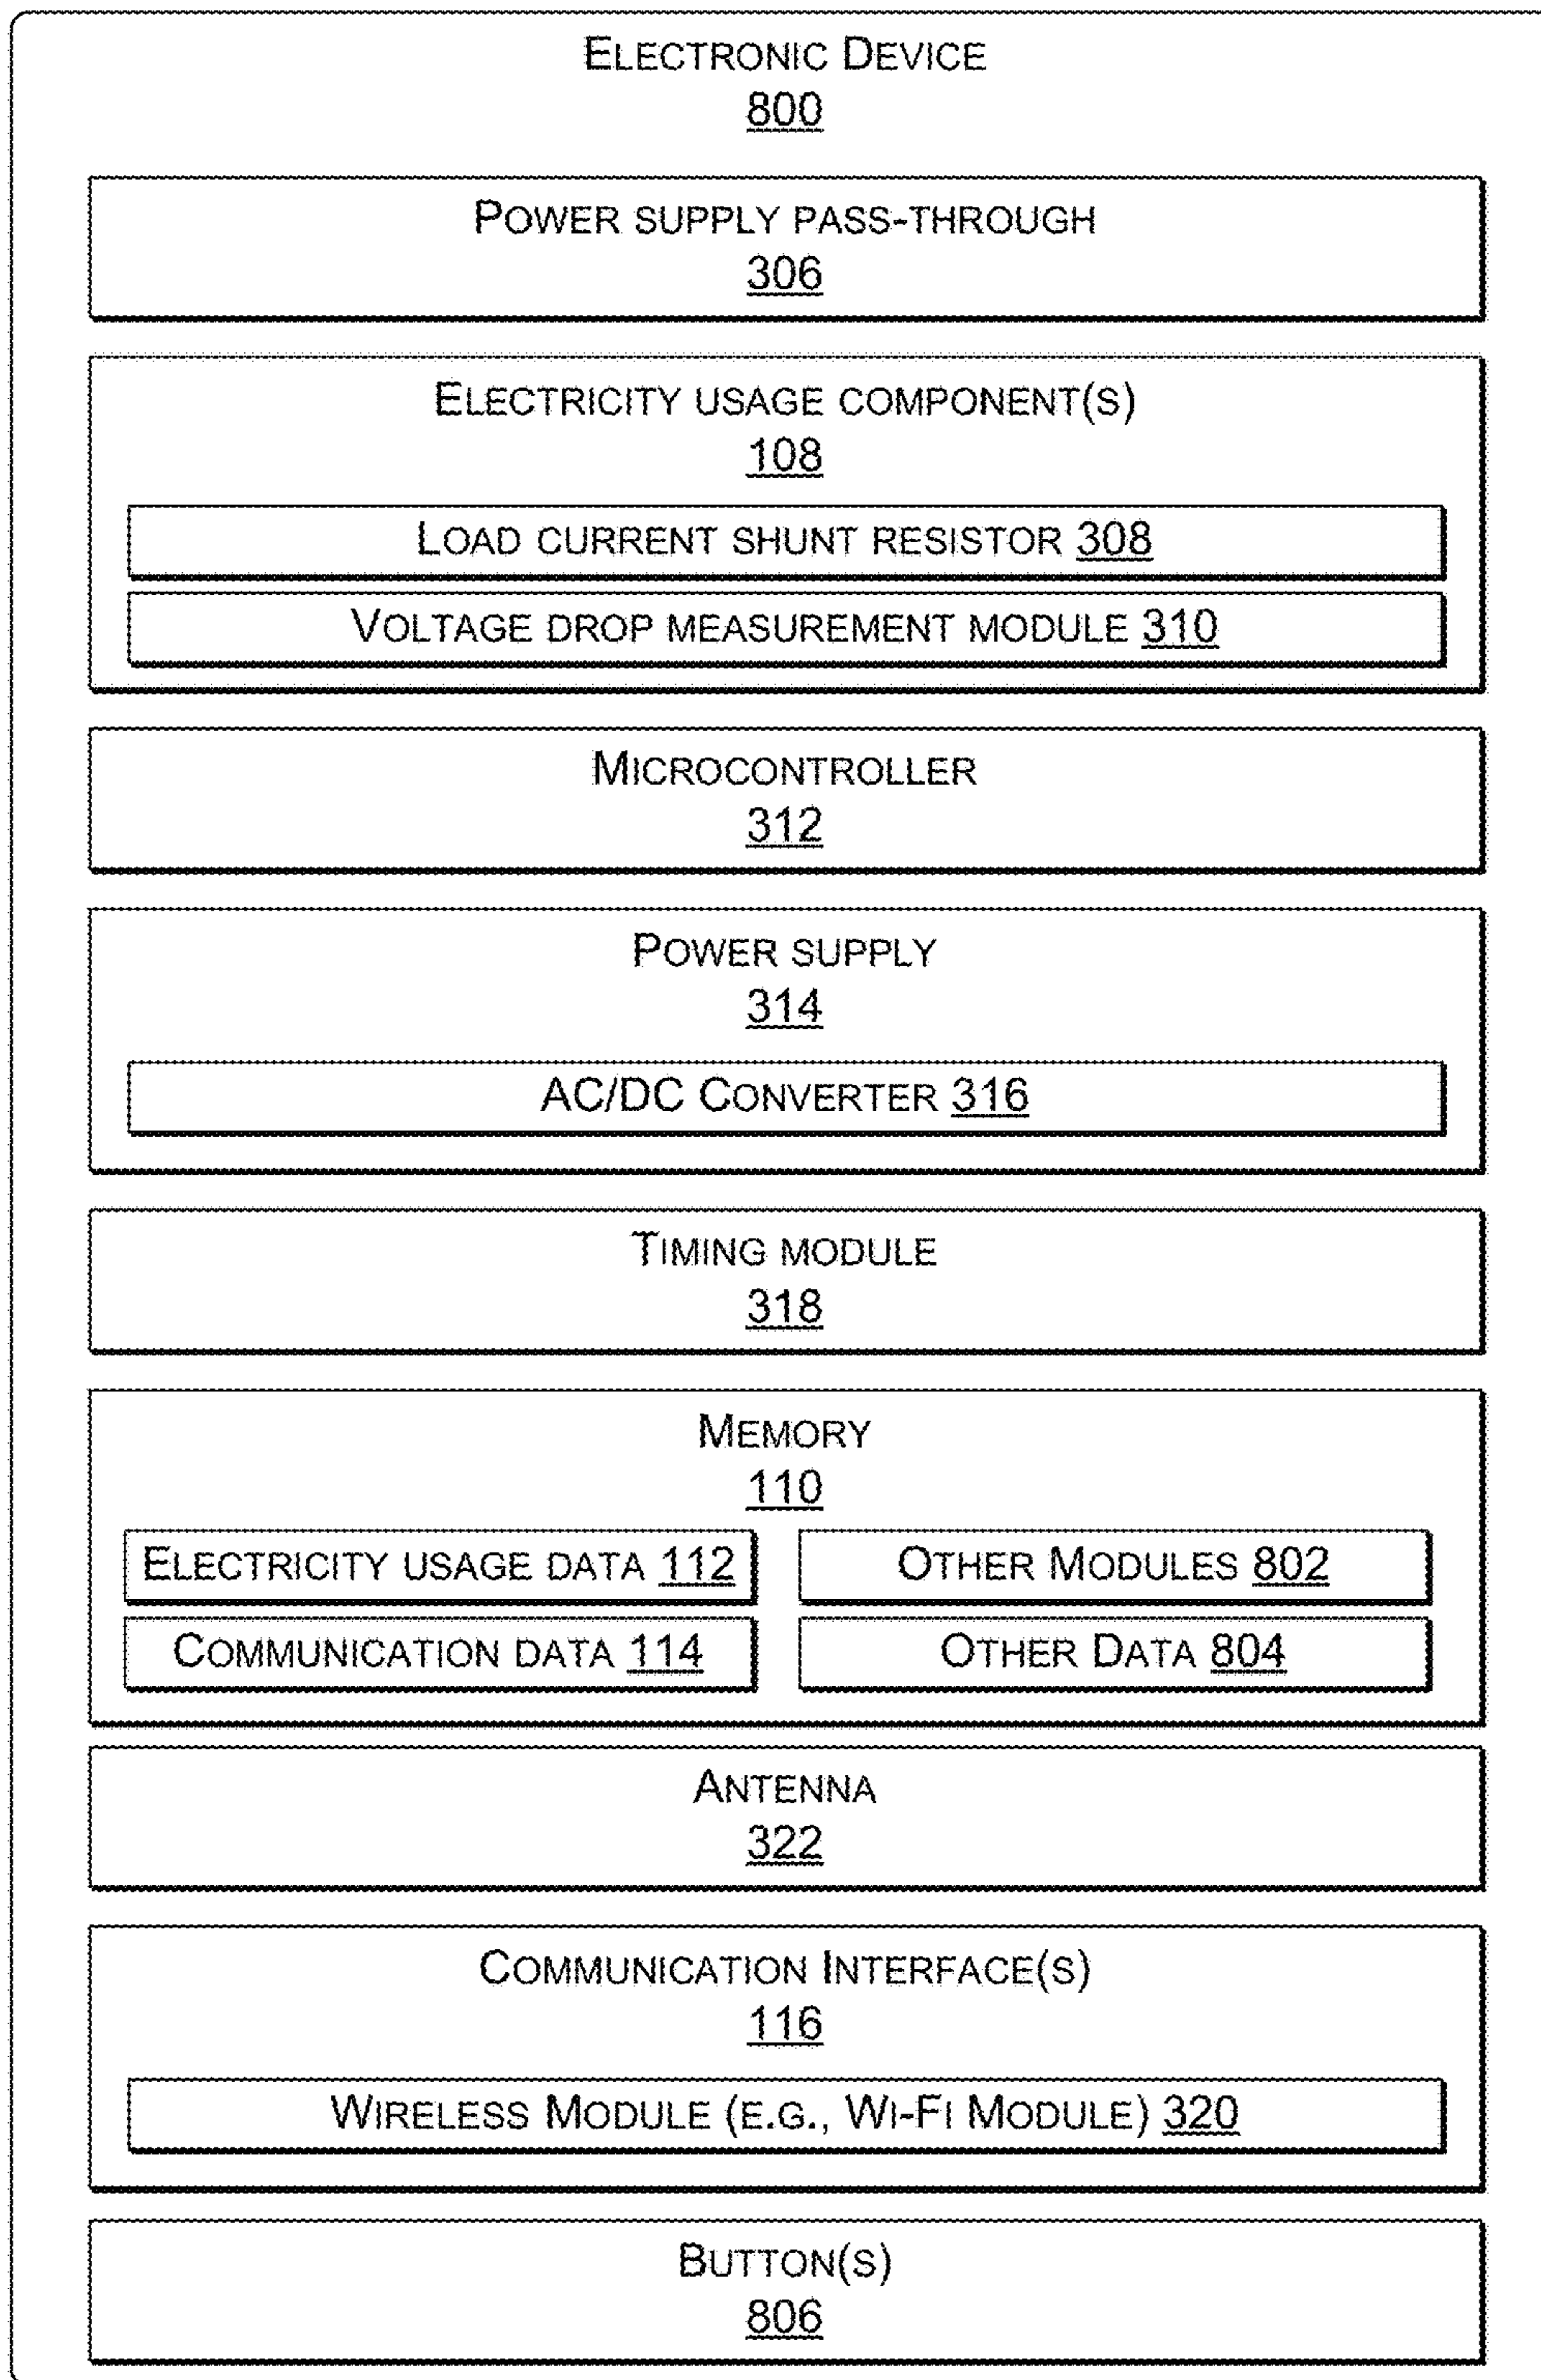 ELECTRONIC DEVICE
800
POWER SUPPLY PASS-THROUGH
306
ELECTRICITY USAGE COMPONENT(S)
108
LOAD CURRENT SHUNT RESISTOR 308
VOLTAGE DROP MEASUREMENT MODULE 310
MICROCONTROLLER
312
POWER SUPPLY
314
AC/DC CONVERTER 316
TIMING MODULE
318
MEMORY
110
ELECTRICITY USAGE DATA 112
OTHER MODULES 802
COMMUNICATION DATA 114
OTHER DATA 804
ANTENNA
322
COMMUNICATION INTERFACE(S)
116
WIRELESS MODULE (E.G., WI-FI MODULE) 320
BUTTON(S)
806